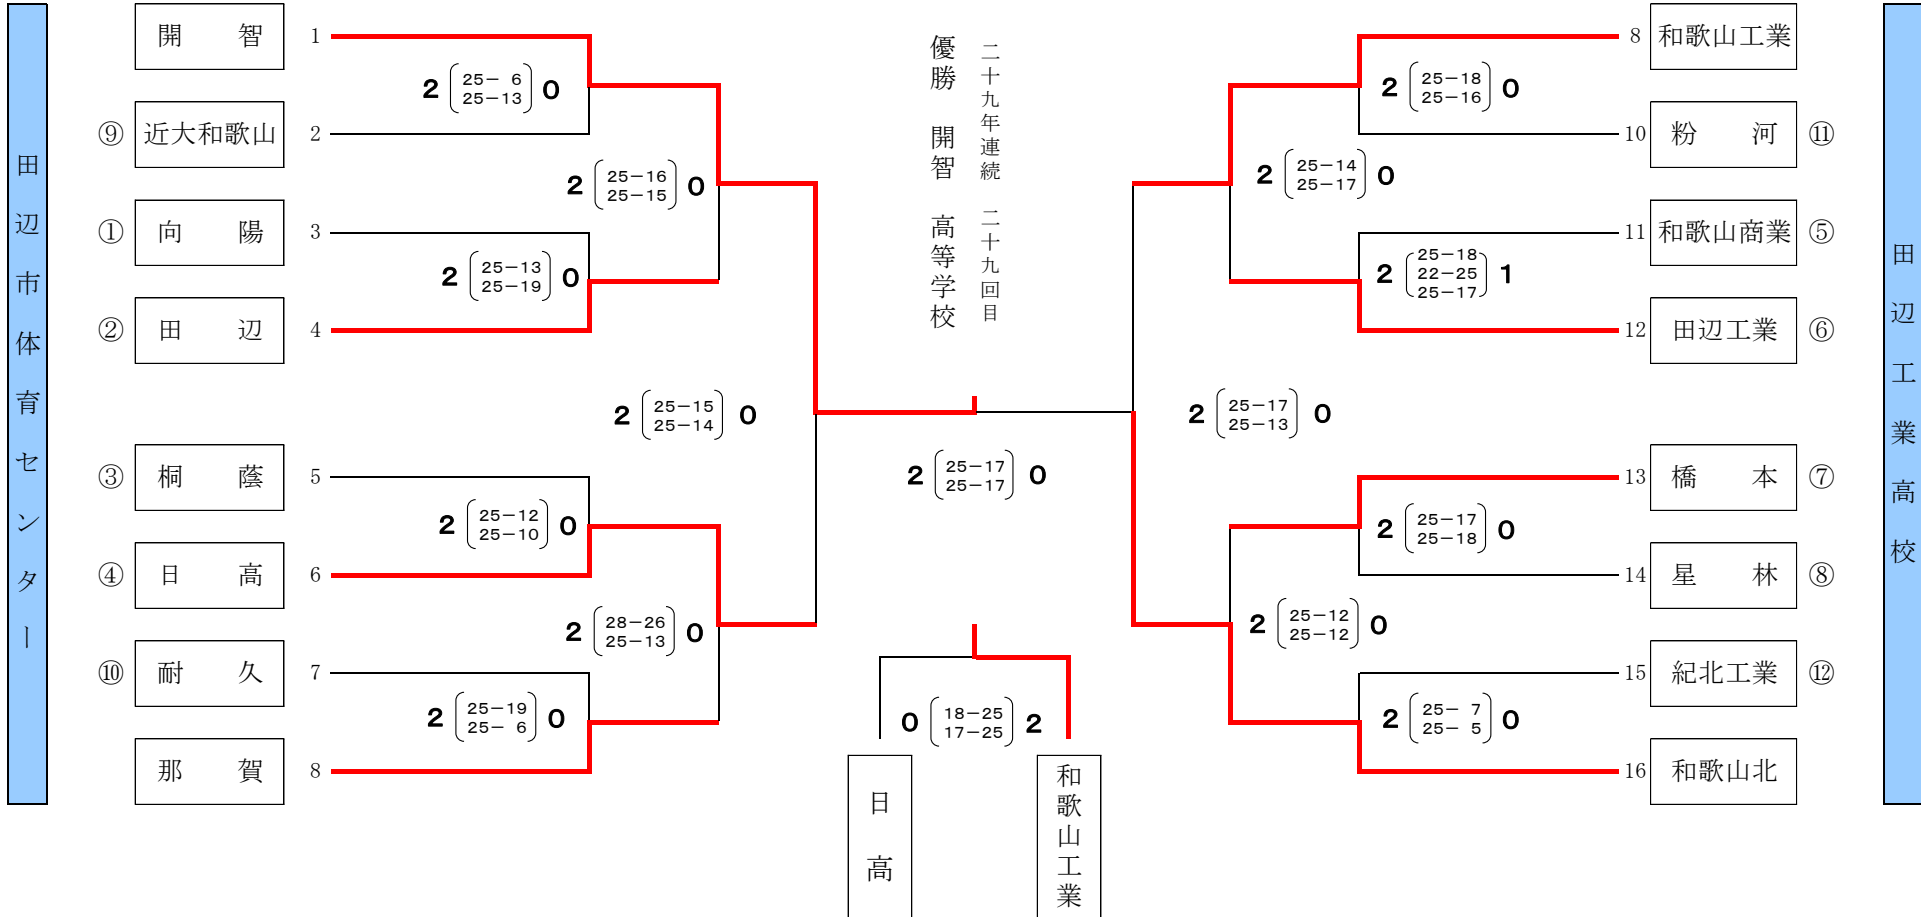 田辺市体育センター
開　智 1
2 (25－ 6 25－13) 0
⑨ 近大和歌山 2
2 (25－16 25－15) 0
① 向　陽 3
2 (25－13 25－19) 0
② 田　辺 4
2 (25－15 25－14) 0
③ 桐　蔭 5
2 (25－12 25－10) 0
④ 日　高 6
2 (28－26 25－13) 0
⑩ 耐　久 7
2 (25－19 25－ 6) 0
那　賀 8
二十九年連続　二十九回目
優勝　開智　高等学校
2 (25－17 25－17) 0
0 (18－25 17－25) 2
日　高
和歌山工業
8 和歌山工業
2 (25－18 25－16) 0
10 粉　河 ⑪
2 (25－14 25－17) 0
11 和歌山商業 ⑤
2 (25－18 22－25 25－17) 1
12 田辺工業 ⑥
2 (25－17 25－13) 0
13 橋　本 ⑦
2 (25－17 25－18) 0
14 星　林 ⑧
2 (25－12 25－12) 0
15 紀北工業 ⑫
2 (25－ 7 25－ 5) 0
16 和歌山北
田辺工業高校